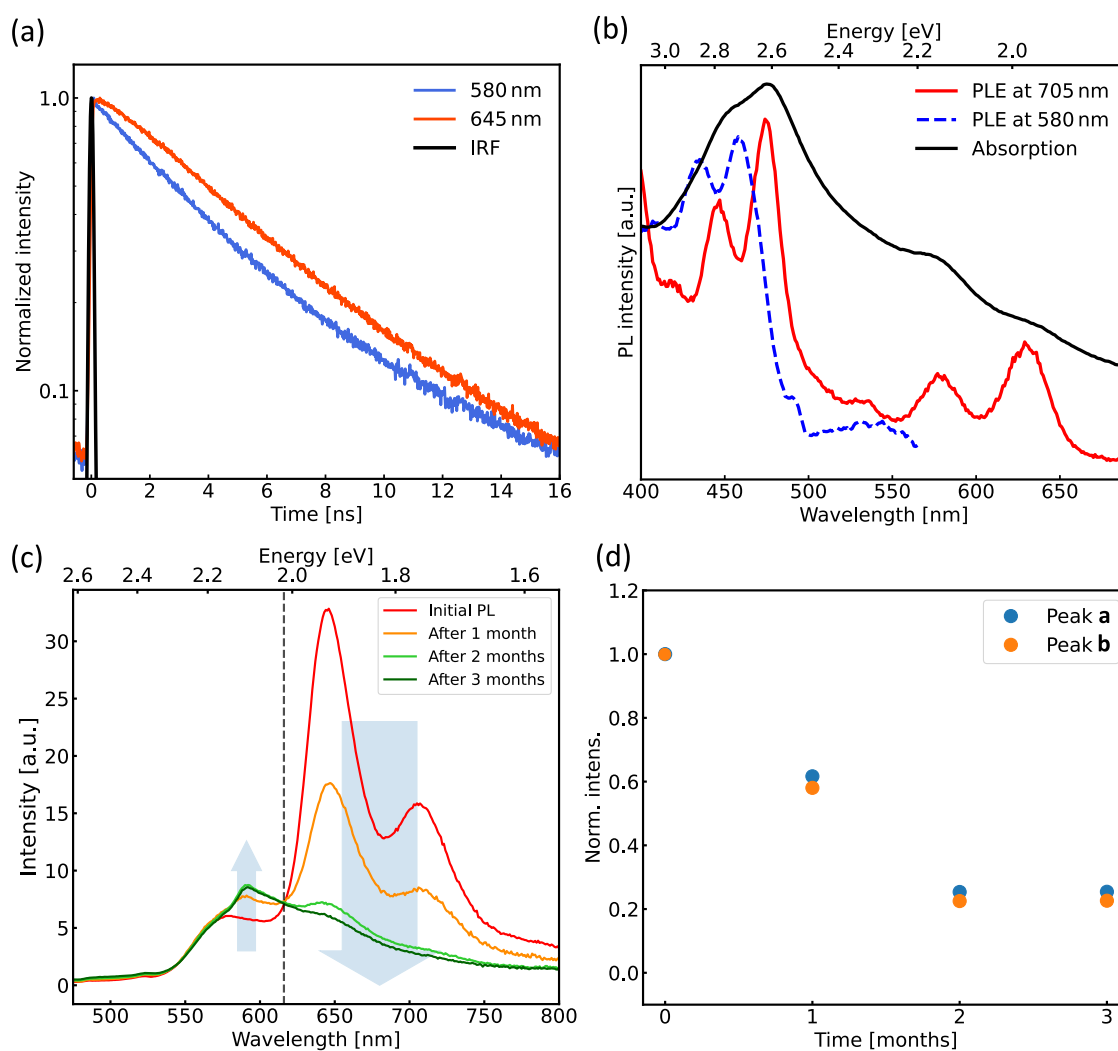 (a)
1.0
0.1
Normalized intensity
580 nm
645 nm
IRF
0 2 4 6 8 10 12 14 16
Time [ns]
(b)
Energy [eV]
3.0 2.8 2.6 2.4 2.2 2.0
PL intensity [a.u.]
PLE at 705 nm
PLE at 580 nm
Absorption
400 450 500 550 600 650
Wavelength [nm]
(c)
Energy [eV]
2.6 2.4 2.2 2.0 1.8 1.6
Intensity [a.u.]
30
25
20
15
10
5
0
Initial PL
After 1 month
After 2 months
After 3 months
500 550 600 650 700 750 800
Wavelength [nm]
(d)
1.2
1.0
0.8
0.6
0.4
0.2
0.0
Norm. intens.
Peak a
Peak b
0 1 2 3
Time [months]